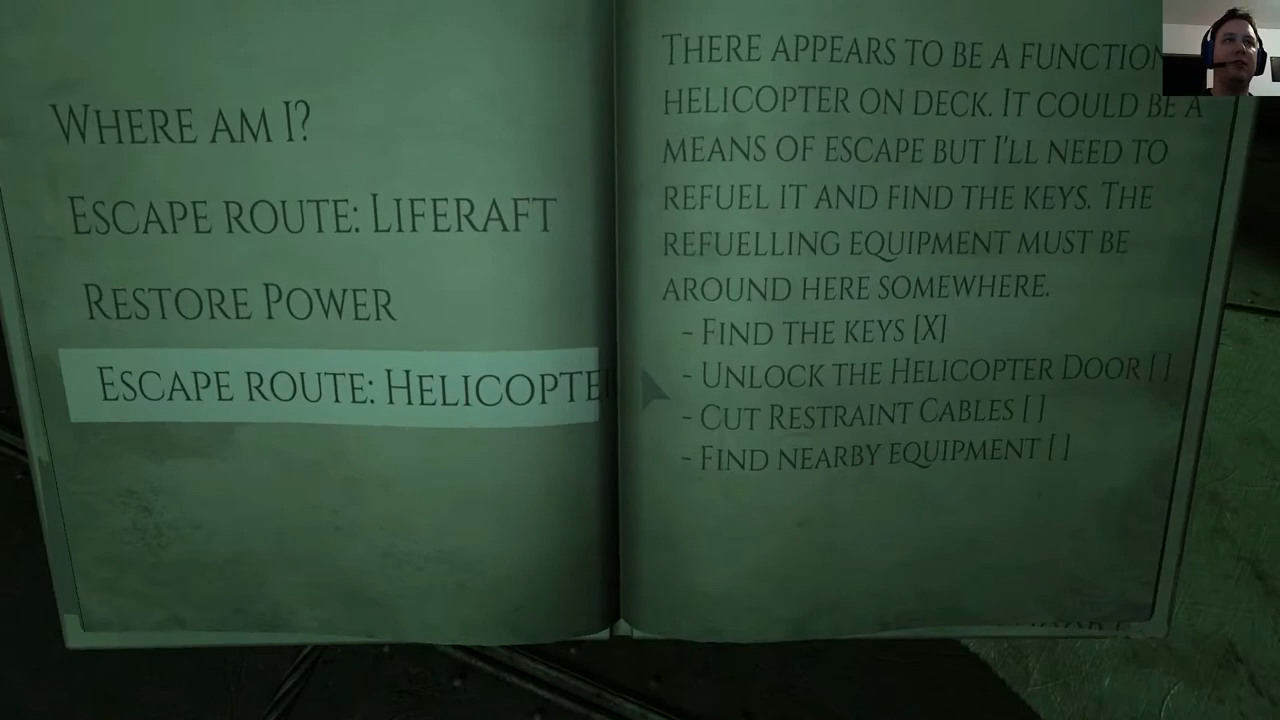 Where am I?
Escape route: Liferaft
Restore Power
Escape route: Helicopte
There appears to be a function
helicopter on deck. It could be a
means of escape but I'll need to
refuel it and find the keys. The
refuelling equipment must be
around here somewhere.
- Find the keys [X]
- Unlock the Helicopter Door [ ]
- Cut Restraint Cables [ ]
- Find nearby equipment [ ]